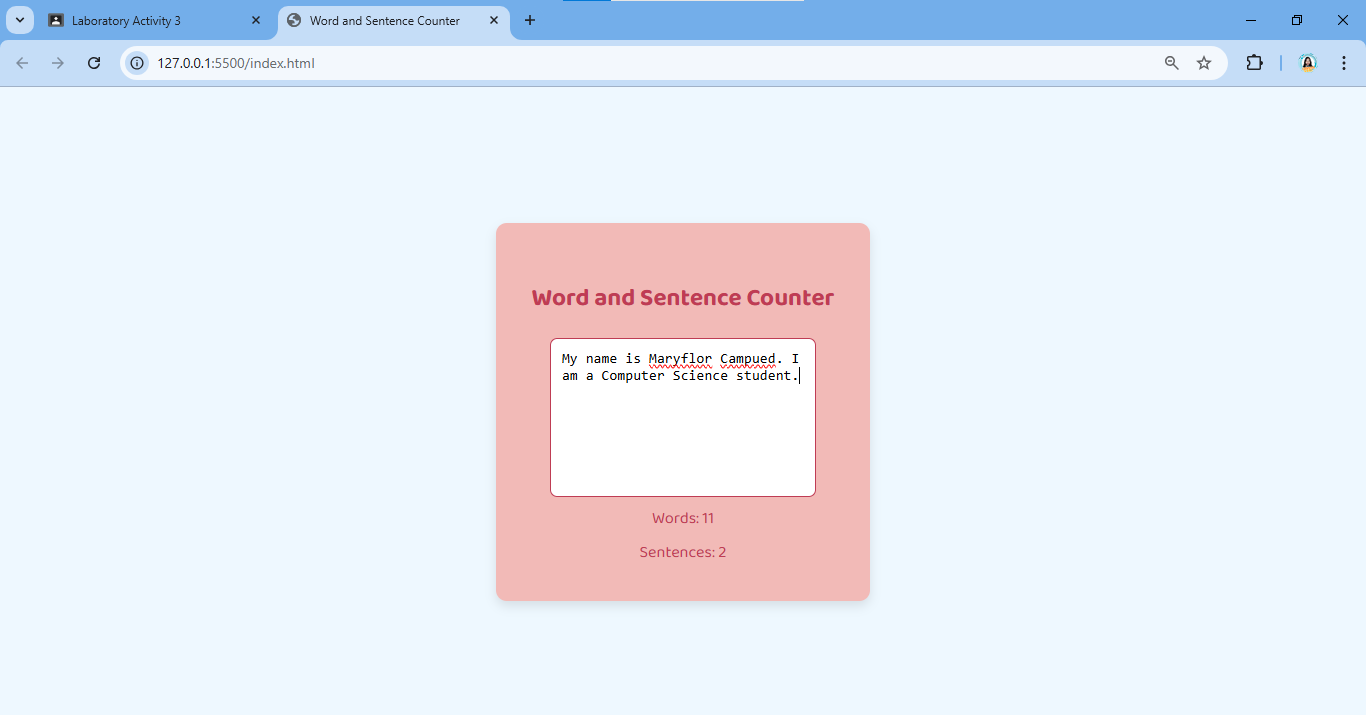 Laboratory Activity 3
Word and Sentence Counter
127.0.0.1:5500/index.html
Word and Sentence Counter
My name is Maryflor Campued. I
am a Computer Science student.
Words: 11
Sentences: 2